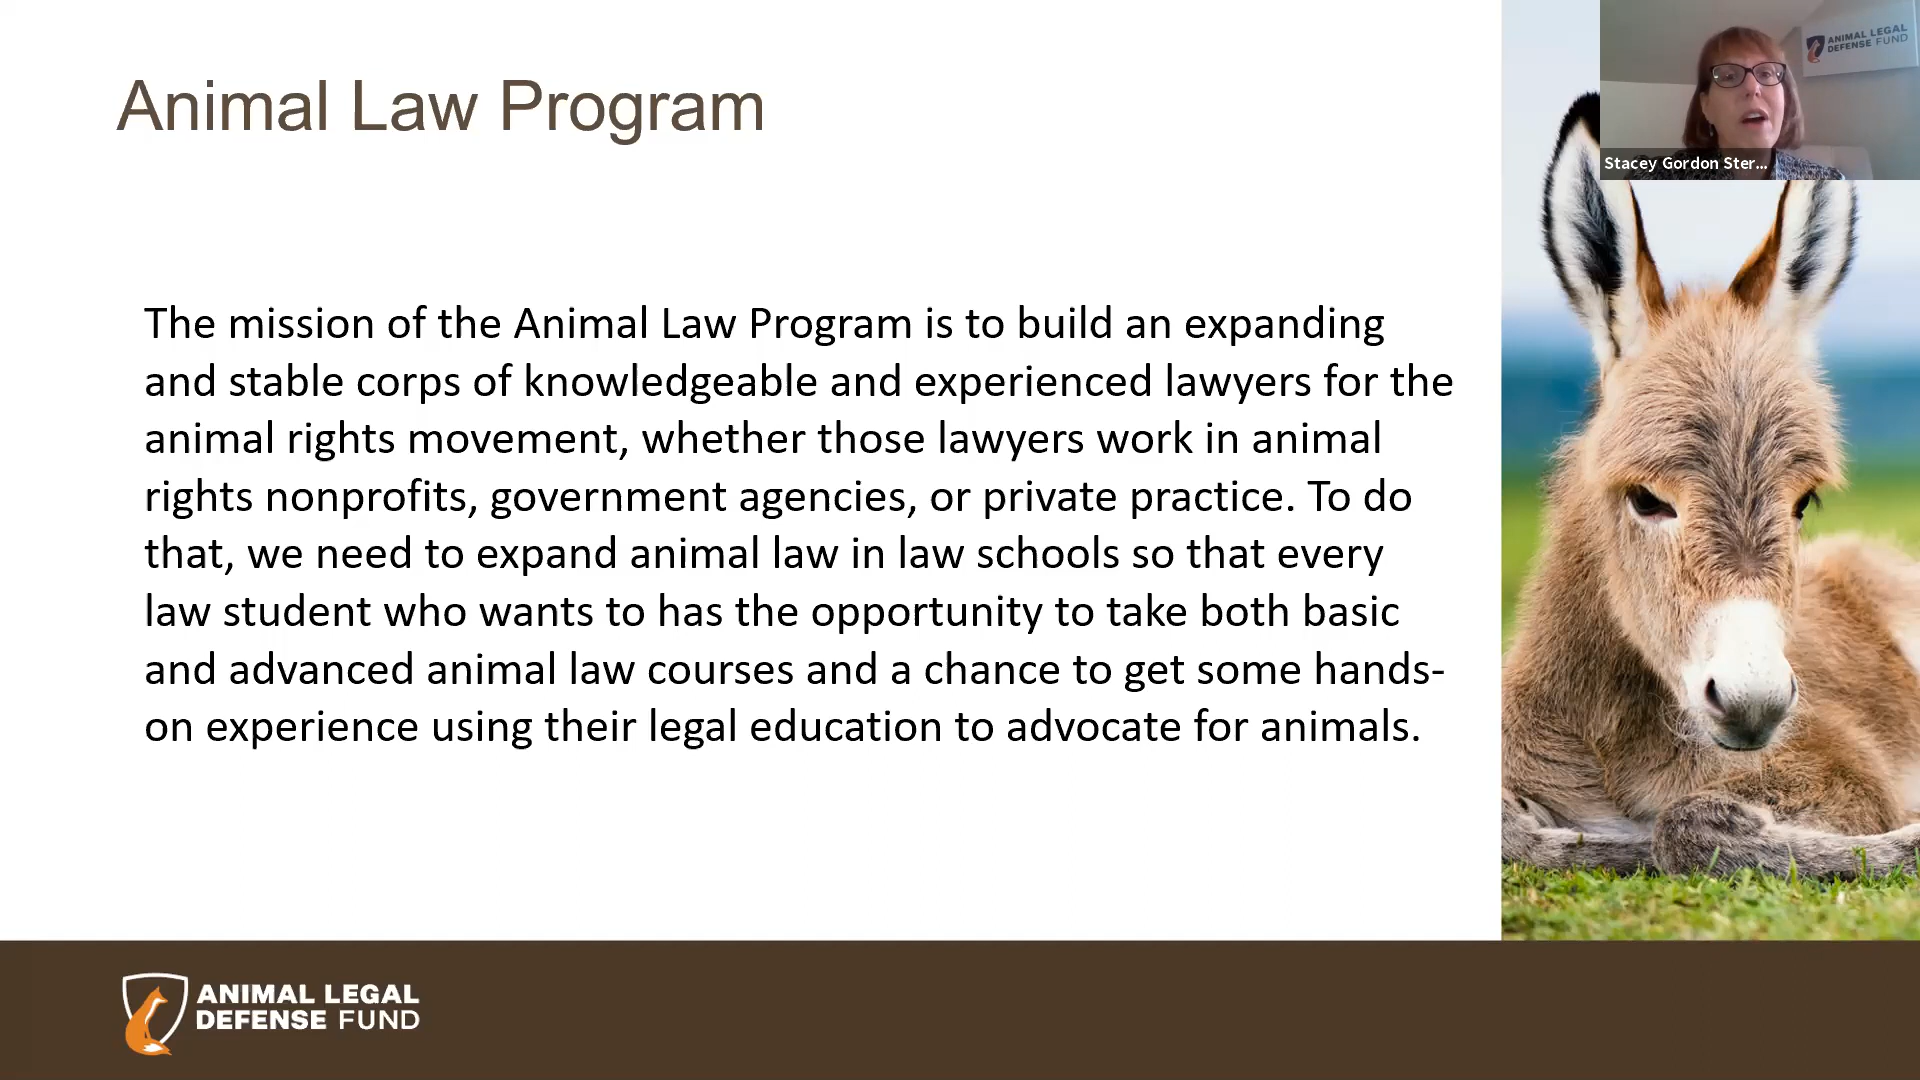 Animal Law Program
ANIMAL LEGAL
DEFENSE FUND
Stacey Gordon Ster...
The mission of the Animal Law Program is to build an expanding
and stable corps of knowledgeable and experienced lawyers for the
animal rights movement, whether those lawyers work in animal
rights nonprofits, government agencies, or private practice. To do
that, we need to expand animal law in law schools so that every
law student who wants to has the opportunity to take both basic
and advanced animal law courses and a chance to get some hands-
on experience using their legal education to advocate for animals.
ANIMAL LEGAL
DEFENSE FUND